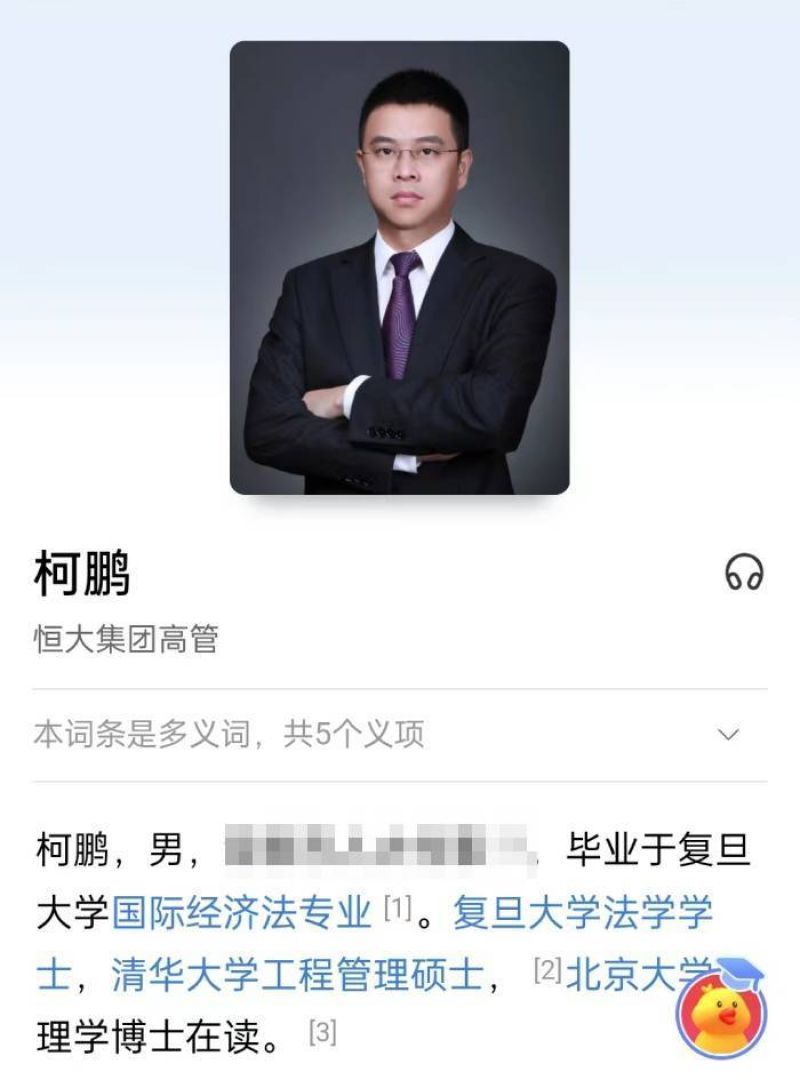 柯鹏
恒大集团高管
本词条是多义词，共5个义项
柯鹏，男，。毕业于复旦
大学国际经济法专业 [1]。复旦大学法学学
士，清华大学工程管理硕士， [2]北京大学
理学博士在读。 [3]